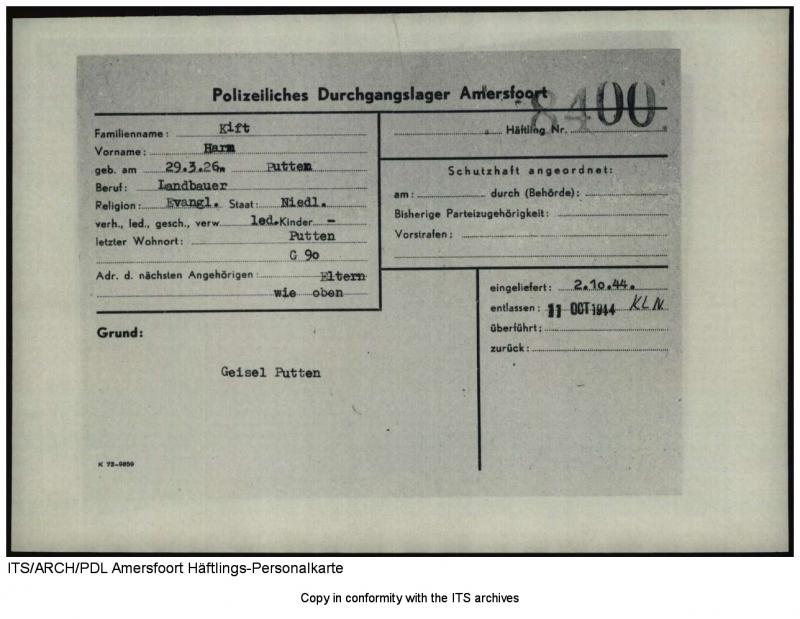 Polizeiliches Durchgangslager Amersfoort
8400
Familienname: Kift
Vorname: Harm
geb. am 29.3.26 Putten
Beruf: Landbauer
Religion: Evangl. Staat: Niedl.
verh., led., gesch., verw led. Kinder -
letzter Wohnort: Putten
G 90
Adr. d. nächsten Angehörigen: Eltern
wie oben
Häftling Nr.
Schutzhaft angeordnet:
am: durch (Behörde):
Bisherige Parteizugehörigkeit:
Vorstrafen:
eingeliefert: 2.10.44.
entlassen: 11 OCT 1944 KLN.
überführt:
zurück:
Grund:
Geisel Putten
K 73-9859
ITS/ARCH/PDL Amersfoort Häftlings-Personalkarte
Copy in conformity with the ITS archives